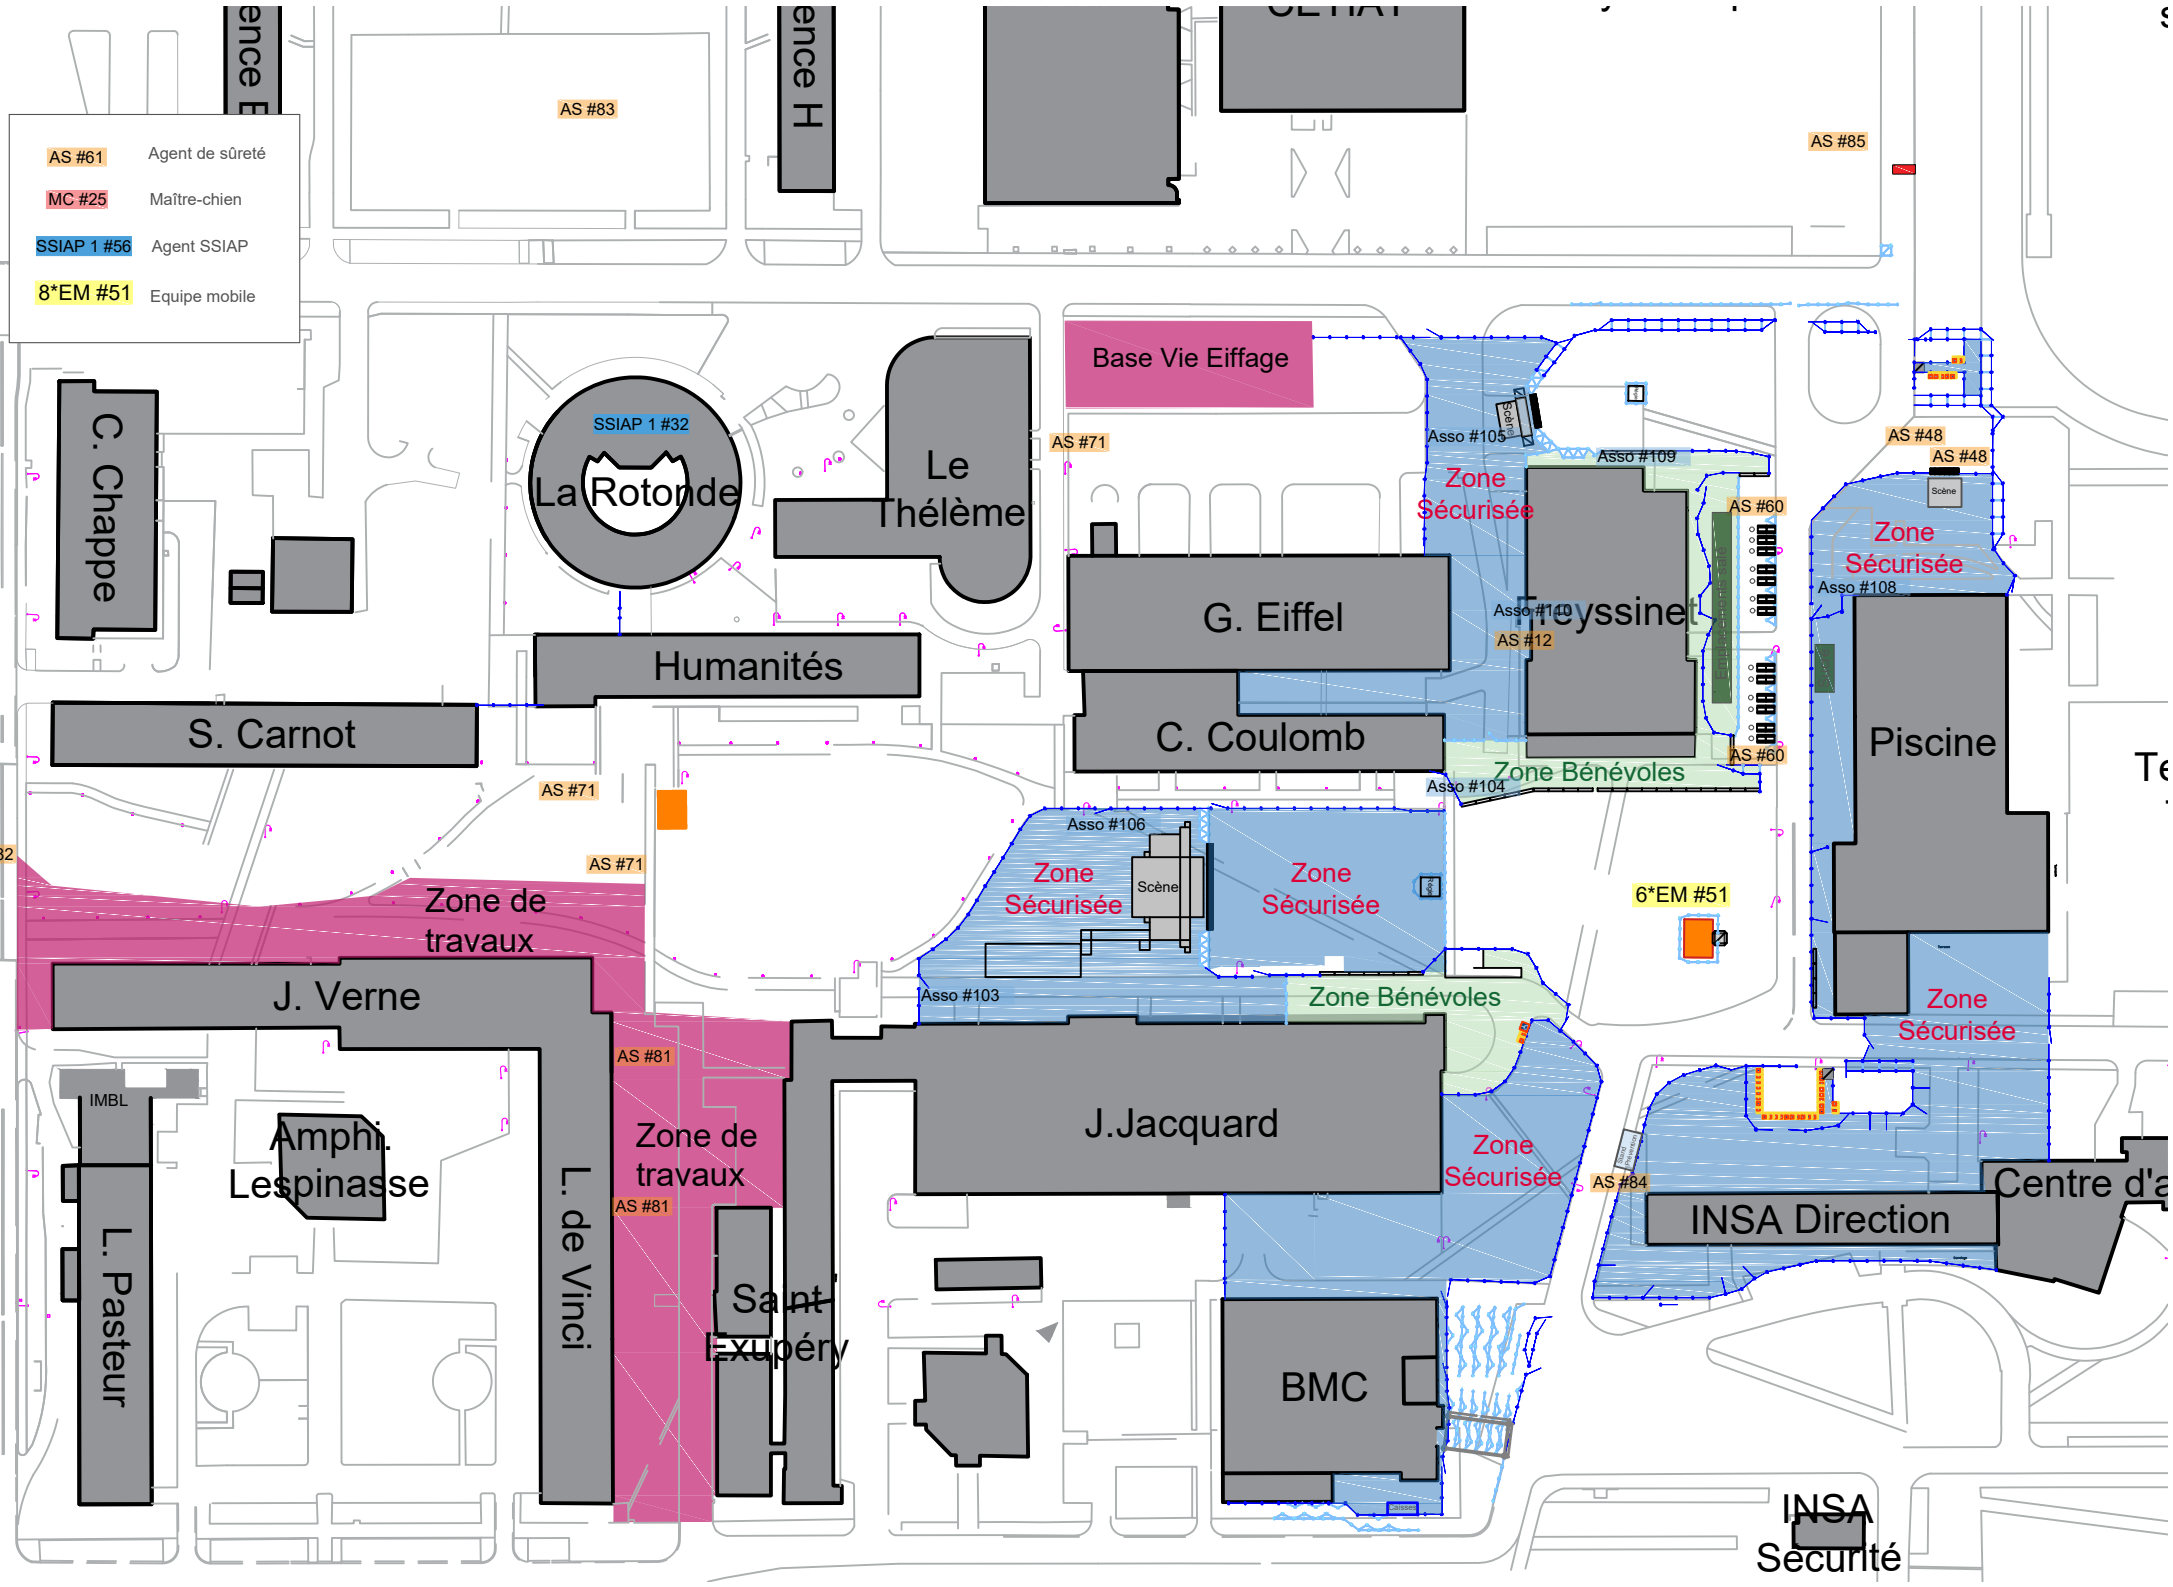 CETIAT
AS #83
AS #85
AS #61 Agent de sûreté
MC #25 Maître-chien
SSIAP 1 #56 Agent SSIAP
8*EM #51 Equipe mobile
ence H
Base Vie Eiffage
C. Chappe
SSIAP 1 #32
La Rotonde
Le
Thélème
AS #71
Scène
Asso #105
Asso #109
Zone
Sécurisée
AS #48
AS #48
Scène
AS #60
Zone
Sécurisée
Asso #108
G. Eiffel
Asso #110
Freyssinet
AS #12
Humanités
S. Carnot
C. Coulomb
Piscine
AS #60
Zone Bénévoles
Asso #104
AS #71
Asso #106
AS #71
Zone
Sécurisée
Scène
Zone
Sécurisée
Régie
6*EM #51
Zone de
travaux
J. Verne
Asso #103
Zone Bénévoles
Zone
Sécurisée
AS #81
IMBL
Amphi.
Lespinasse
Zone de
travaux
J.Jacquard
Zone
Sécurisée
AS #84
Centre d'a
AS #81
INSA Direction
L. Pasteur
L. de Vinci
Saint
Exupéry
BMC
Caisses
INSA
Sécurité